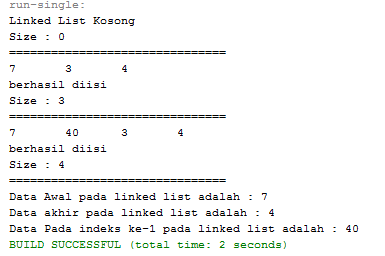 run-single:
Linked List Kosong
Size : 0
===============================
7 3 4
berhasil diisi
Size : 3
===============================
7 40 3 4
berhasil diisi
Size : 4
===============================
Data Awal pada linked list adalah : 7
Data akhir pada linked list adalah : 4
Data Pada indeks ke-1 pada linked list adalah : 40
BUILD SUCCESSFUL (total time: 2 seconds)